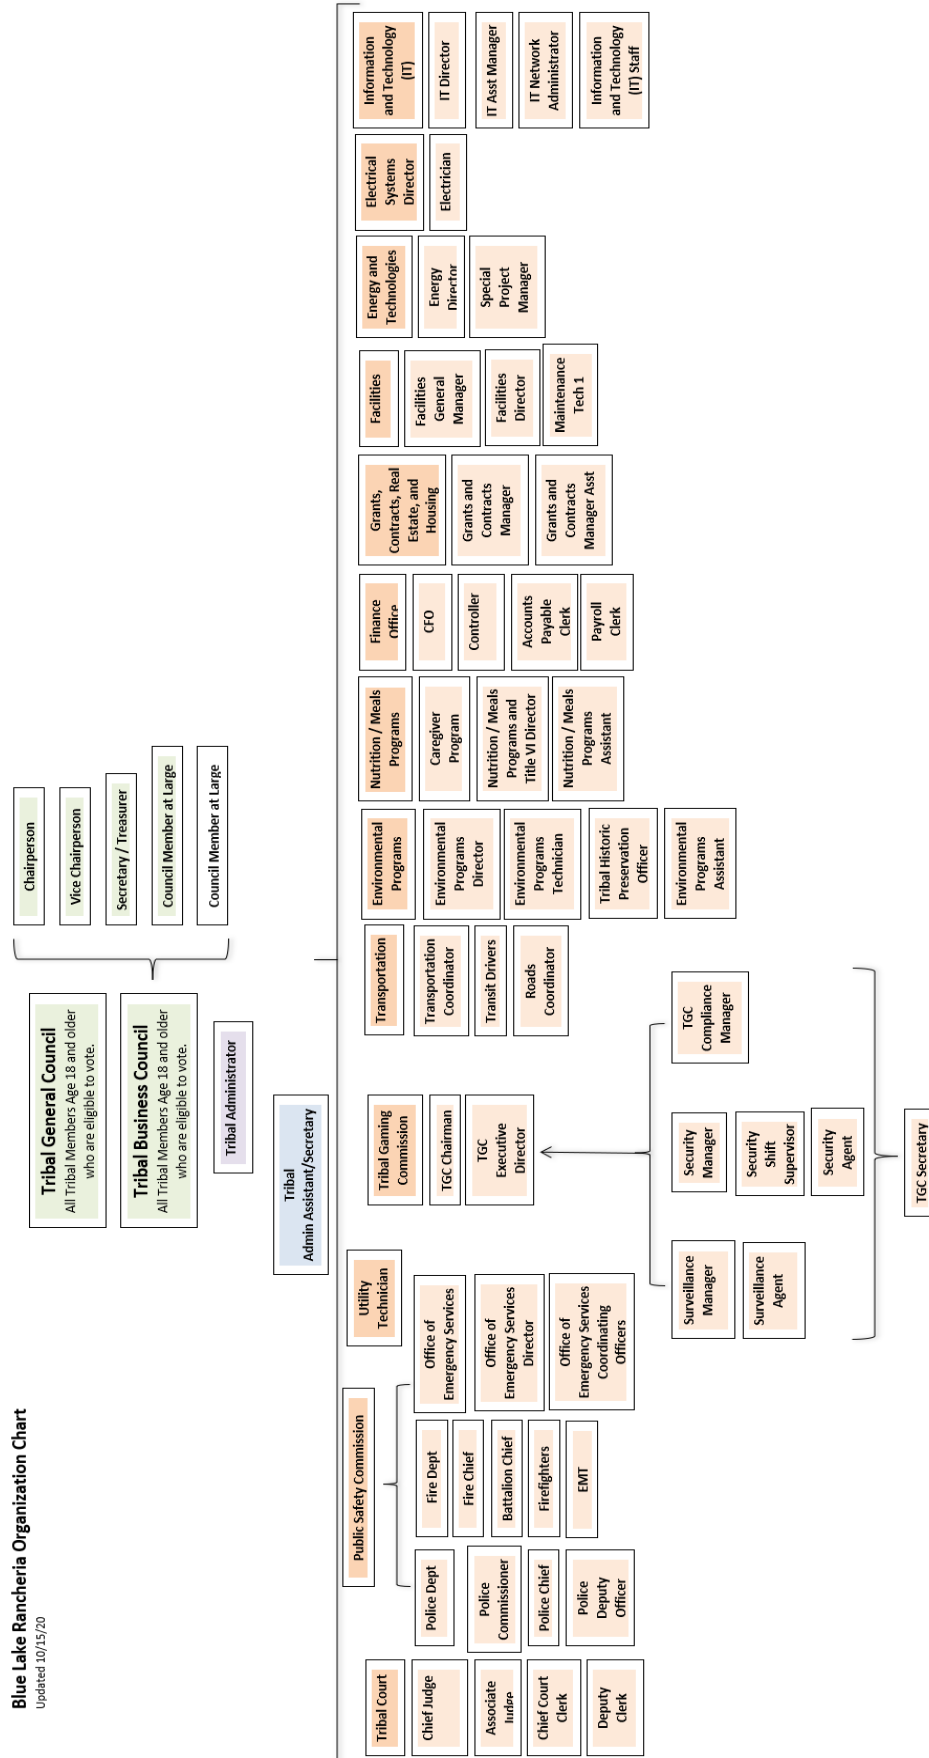 Blue Lake Rancheria Organization Chart
Updated 10/15/20
Tribal General Council
All Tribal Members Age 18 and older
who are eligible to vote.
Tribal Business Council
All Tribal Members Age 18 and older
who are eligible to vote.
Chairperson
Vice Chairperson
Secretary / Treasurer
Council Member at Large
Council Member at Large
Tribal Administrator
Tribal
Admin Assistant/Secretary
Tribal Court
Chief Judge
Associate
Judge
Chief Court
Clerk
Deputy
Clerk
Public Safety Commission
Police Dept
Police
Commissioner
Police Chief
Police
Deputy
Officer
Fire Dept
Fire Chief
Battalion Chief
Firefighters
EMT
Office of
Emergency Services
Office of
Emergency Services
Director
Office of
Emergency Services
Coordinating
Officers
Utility
Technician
Tribal Gaming
Commission
TGC Chairman
TGC
Executive
Director
Surveillance
Manager
Surveillance
Agent
Security
Manager
Security
Shift
Supervisor
Security
Agent
TGC
Compliance
Manager
TGC Secretary
Transportation
Transportation
Coordinator
Transit Drivers
Roads
Coordinator
Environmental
Programs
Environmental
Programs
Director
Environmental
Programs
Technician
Tribal Historic
Preservation
Officer
Environmental
Programs
Assistant
Nutrition / Meals
Programs
Caregiver
Program
Nutrition / Meals
Programs and
Title VI Director
Nutrition / Meals
Programs
Assistant
Finance
Office
CFO
Controller
Accounts
Payable
Clerk
Payroll
Clerk
Grants,
Contracts, Real
Estate, and
Housing
Grants and
Contracts
Manager
Grants and
Contracts
Manager Asst
Facilities
Facilities
General
Manager
Facilities
Director
Maintenance
Tech 1
Energy and
Technologies
Energy
Director
Special
Project
Manager
Electrical
Systems
Director
Electrician
Information
and Technology
(IT)
IT Director
IT Asst Manager
IT Network
Administrator
Information
and Technology
(IT) Staff